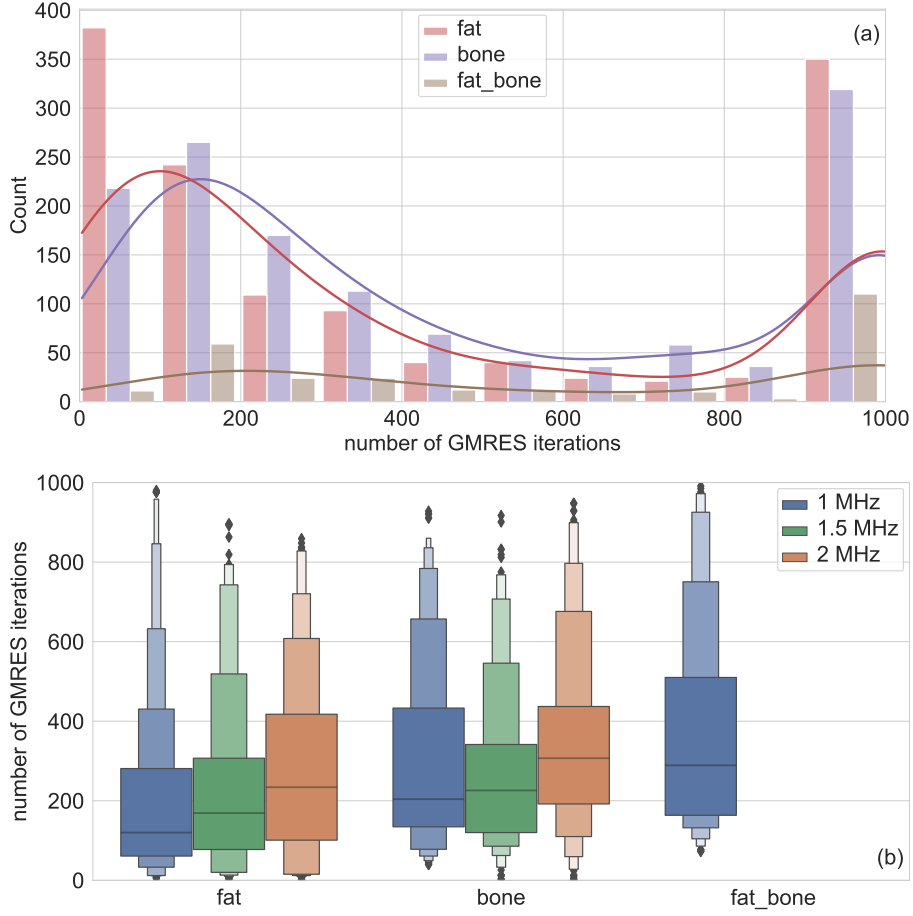 400
350
300
250
200
150
100
50
0
Count
fat
bone
fat_bone
(a)
0
200
400
600
800
1000
number of GMRES iterations
1000
800
600
400
200
0
number of GMRES iterations
1 MHz
1.5 MHz
2 MHz
(b)
fat
bone
fat_bone